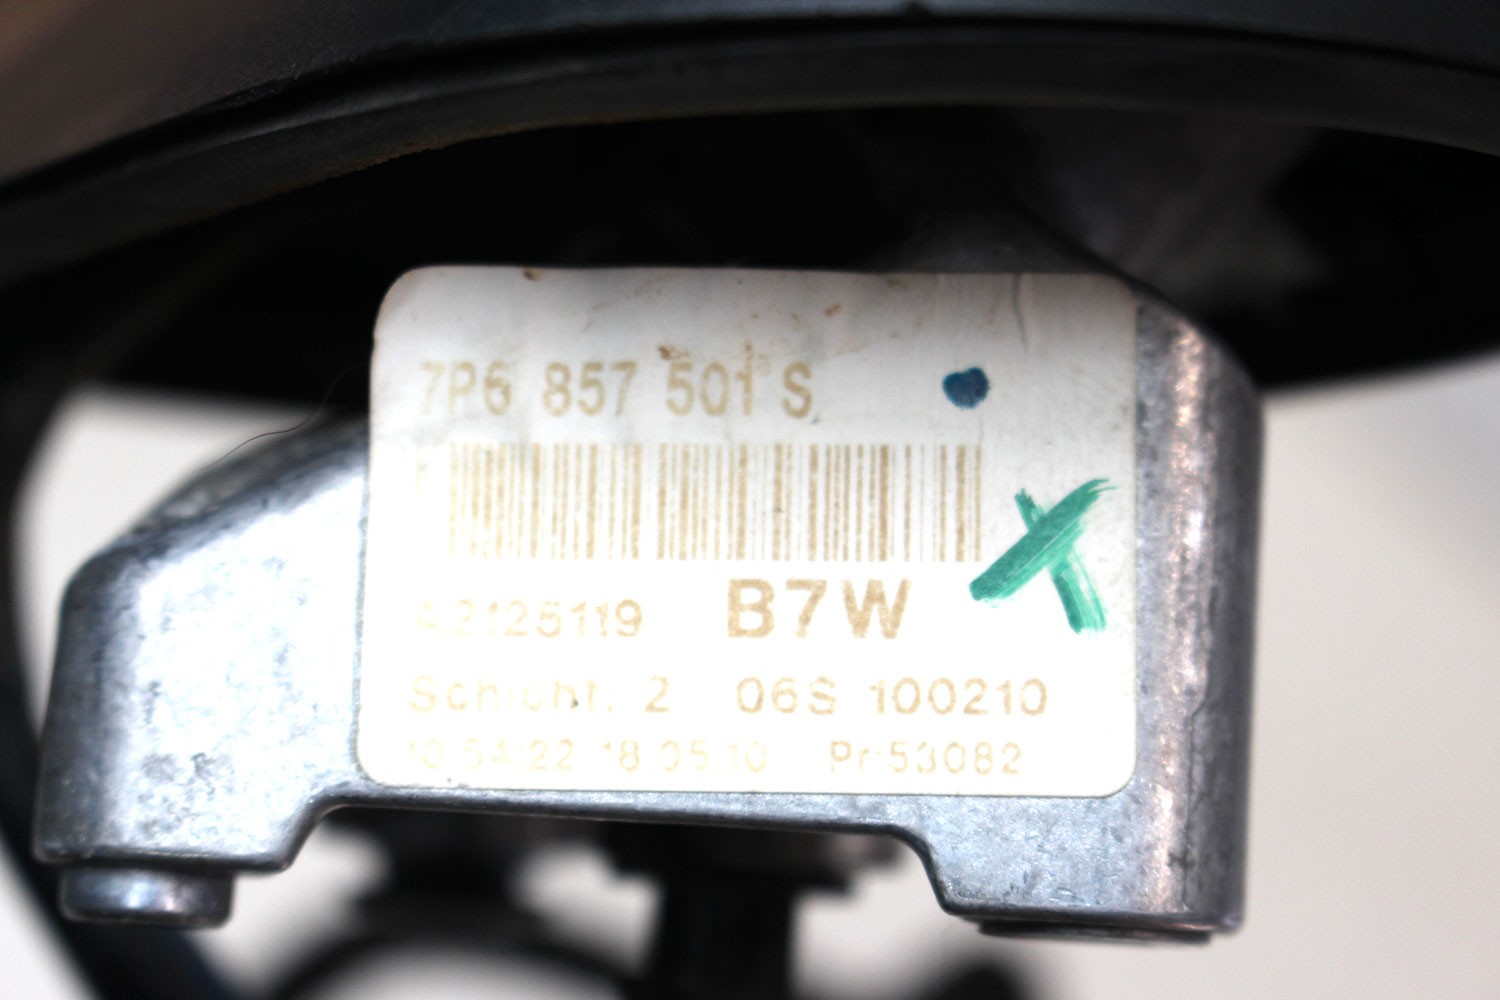 7P6 857 501 S
42125119 B7W
Schicht: 2 06S 100210
10:54:22 18.05.10 Pr:53082